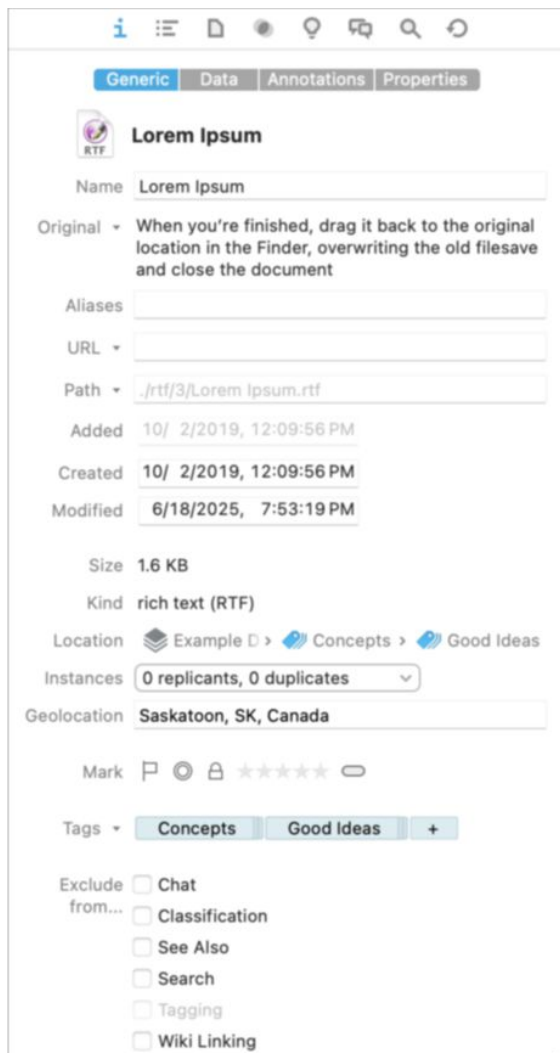 Generic Data Annotations Properties
RTF
Lorem Ipsum
Name Lorem Ipsum
Original When you're finished, drag it back to the original
location in the Finder, overwriting the old filesave
and close the document
Aliases
URL
Path ./rtf/3/Lorem Ipsum.rtf
Added 10/ 2/2019, 12:09:56 PM
Created 10/ 2/2019, 12:09:56 PM
Modified 6/18/2025, 7:53:19 PM
Size 1.6 KB
Kind rich text (RTF)
Location Example D › Concepts › Good Ideas
Instances 0 replicants, 0 duplicates
Geolocation Saskatoon, SK, Canada
Mark
Tags Concepts Good Ideas +
Exclude Chat
from... Classification
See Also
Search
Tagging
Wiki Linking